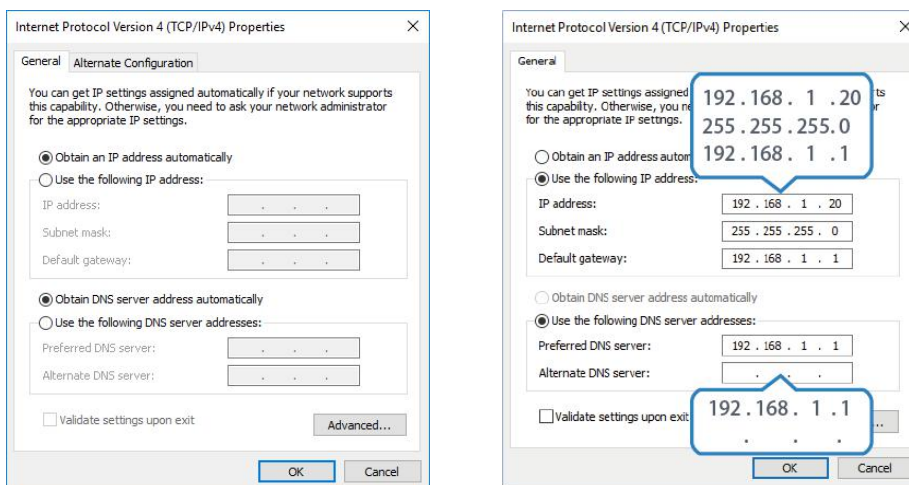 Internet Protocol Version 4 (TCP/IPv4) Properties
General
Alternate Configuration
You can get IP settings assigned automatically if your network supports
this capability. Otherwise, you need to ask your network administrator
for the appropriate IP settings.
Obtain an IP address automatically
Use the following IP address:
IP address:
. . .
Subnet mask:
. . .
Default gateway:
. . .
Obtain DNS server address automatically
Use the following DNS server addresses:
Preferred DNS server:
. . .
Alternate DNS server:
. . .
Validate settings upon exit
Advanced...
OK
Cancel
Internet Protocol Version 4 (TCP/IPv4) Properties
General
You can get IP settings assigned
this capability. Otherwise, you
for the appropriate IP settings.
192.168. 1 .20
255.255.255.0
192.168. 1 .1
Obtain an IP address
Use the following IP address:
IP address:
192 . 168 . 1 . 20
Subnet mask:
255 . 255 . 255 . 0
Default gateway:
192 . 168 . 1 . 1
Obtain DNS server address automatically
Use the following DNS server addresses:
Preferred DNS server:
192 . 168 . 1 . 1
Alternate DNS server:
. . .
Validate settings upon exit
192.168. 1 .1
. . .
OK
Cancel